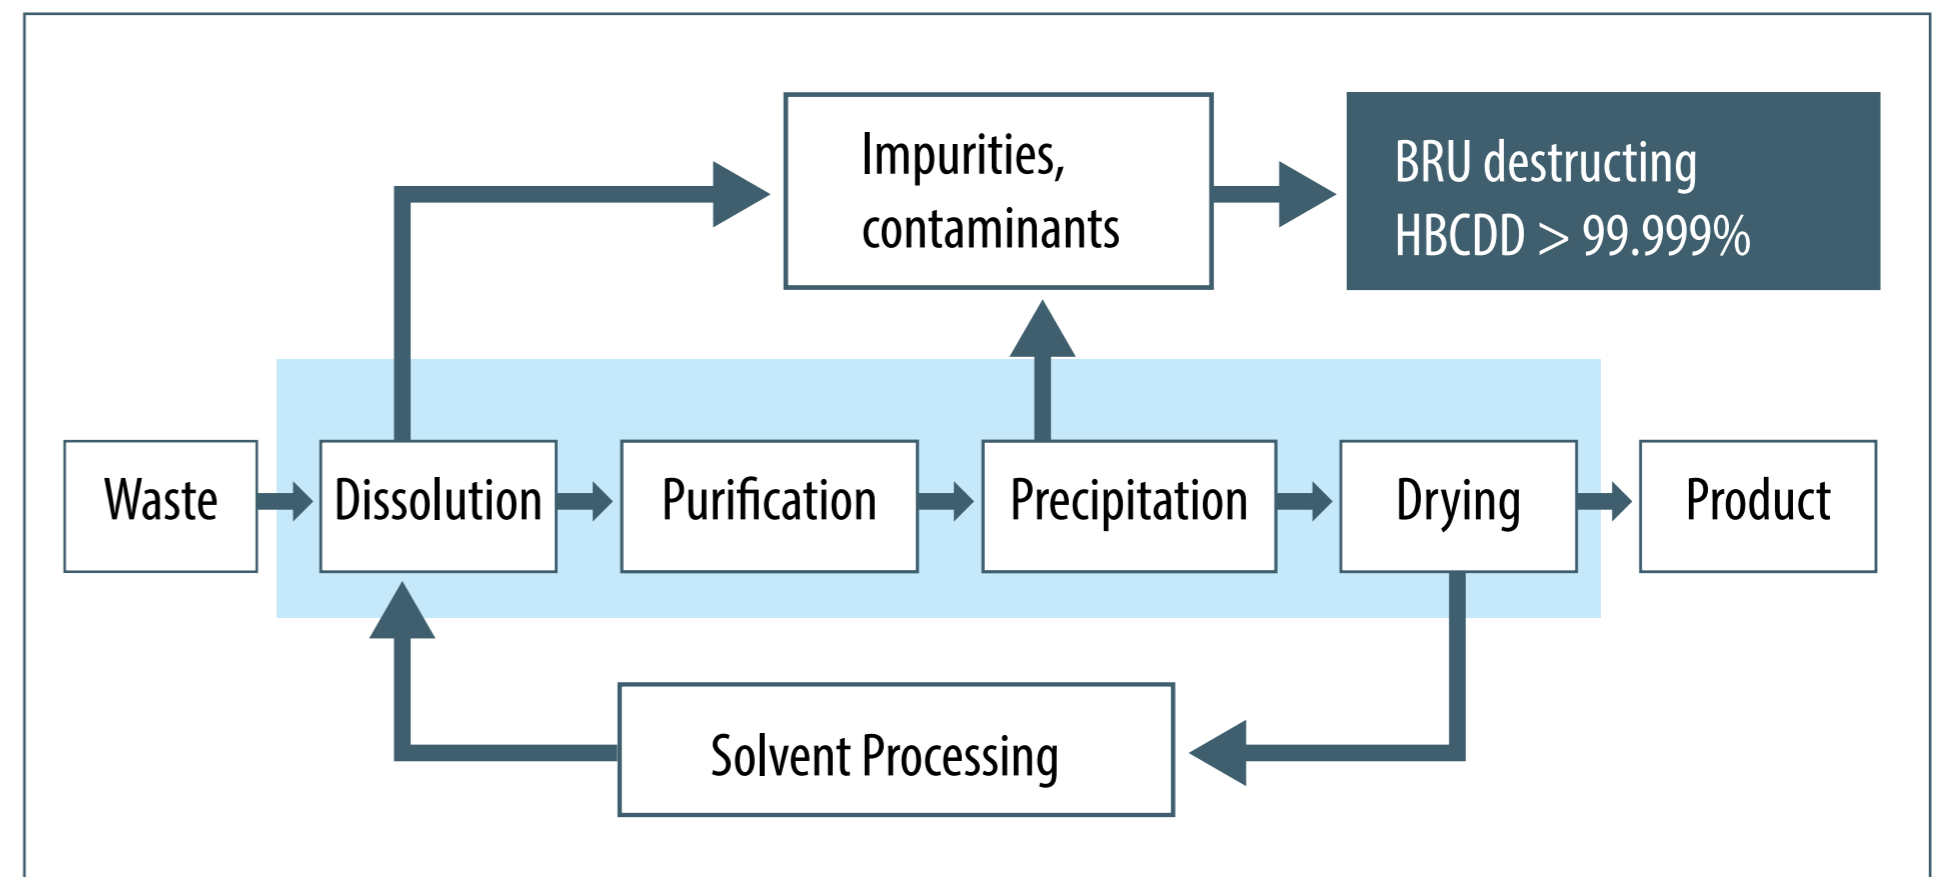 Impurities,
contaminants
BRU destructing
HBCDD > 99.999%
Waste
Dissolution
Purification
Precipitation
Drying
Product
Solvent Processing